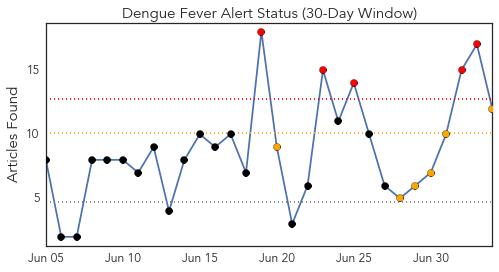 Dengue Fever Alert Status (30-Day Window)
Articles Found
15
10
5
Jun 05 Jun 10 Jun 15 Jun 20 Jun 25 Jun 30